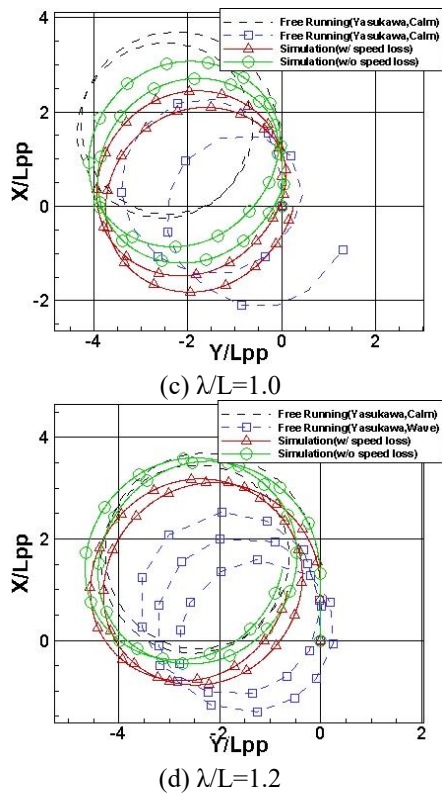 Free Running(Yasukawa,Calm)
Free Running(Yasukawa,Calm)
Simulation(w/ speed loss)
Simulation(w/o speed loss)
X/Lpp
4
2
0
-2
-4
-2
0
2
Y/Lpp
(c) λ/L=1.0
Free Running(Yasukawa,Calm)
Free Running(Yasukawa,Wave)
Simulation(w/ speed loss)
Simulation(w/o speed loss)
X/Lpp
4
2
0
-4
-2
0
2
Y/Lpp
(d) λ/L=1.2